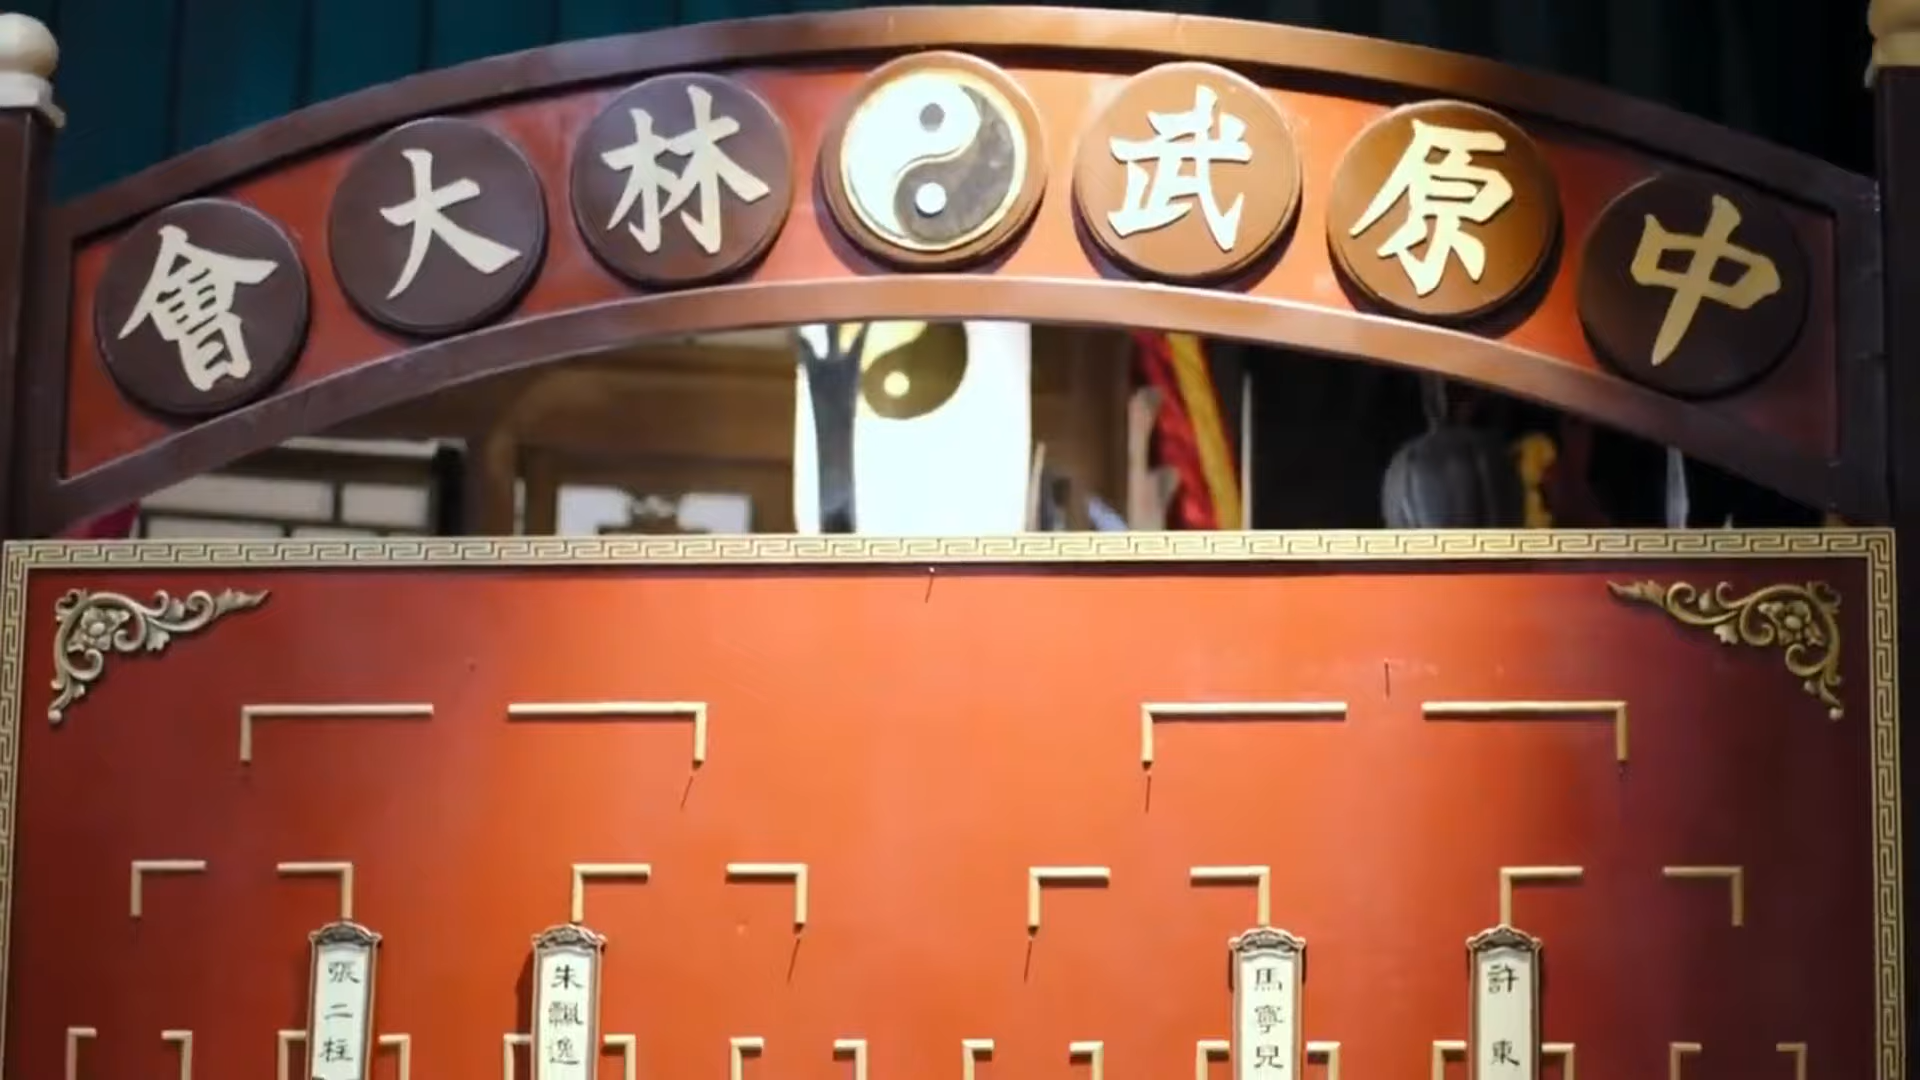 中原武林大會
張二柱
朱飄逸
馬寧兒
許東